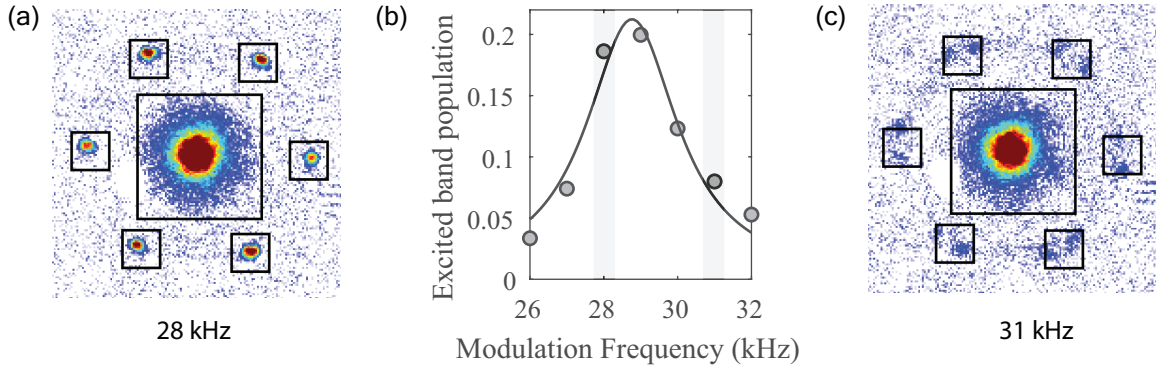 (a)
28 kHz
(b)
Excited band population
0.2
0.15
0.1
0.05
0
26
28
30
32
Modulation Frequency (kHz)
(c)
31 kHz